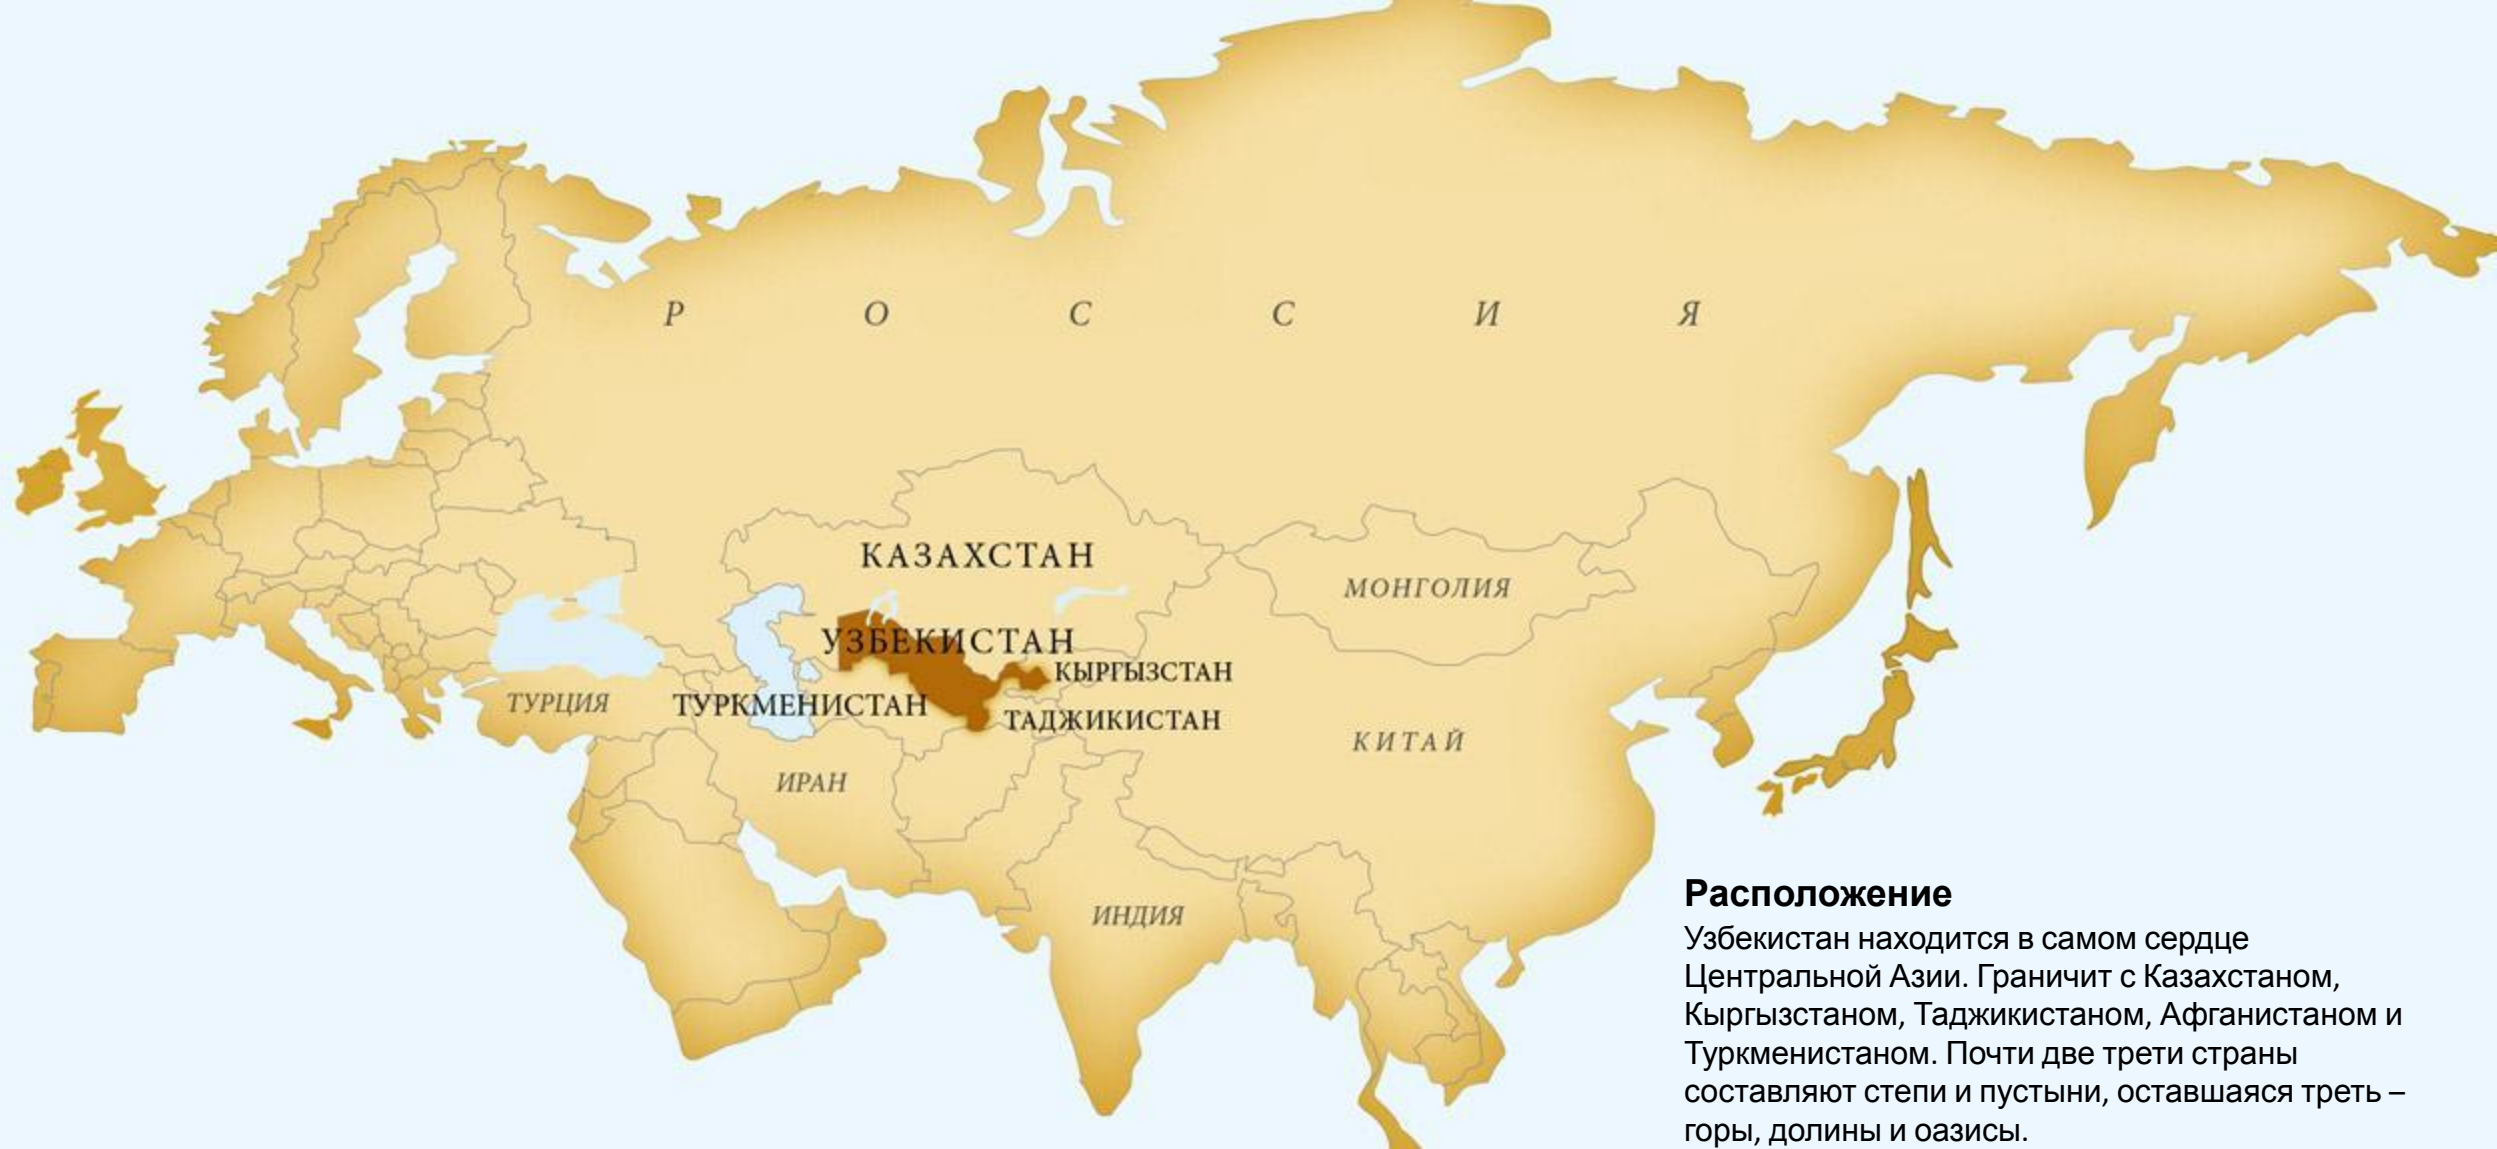 Р О С С И Я
КАЗАХСТАН
МОНГОЛИЯ
УЗБЕКИСТАН
КЫРГЫЗСТАН
ТУРЦИЯ
ТУРКМЕНИСТАН
ТАДЖИКИСТАН
КИТАЙ
ИРАН
ИНДИЯ
Расположение
Узбекистан находится в самом сердце
Центральной Азии. Граничит с Казахстаном,
Кыргызстаном, Таджикистаном, Афганистаном и
Туркменистаном. Почти две трети страны
составляют степи и пустыни, оставшаяся треть –
горы, долины и оазисы.